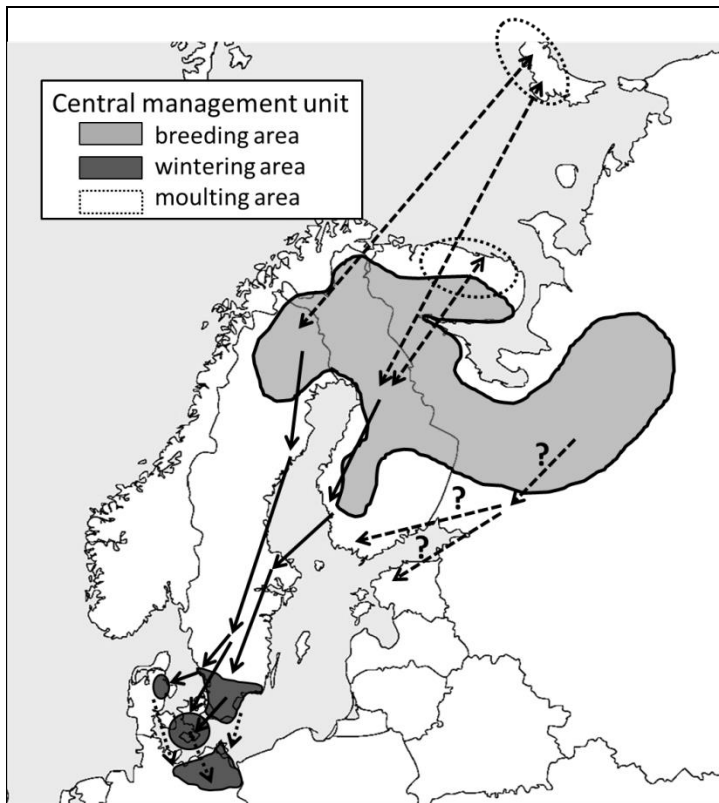 Central management unit
breeding area
wintering area
moulting area
?
?
?